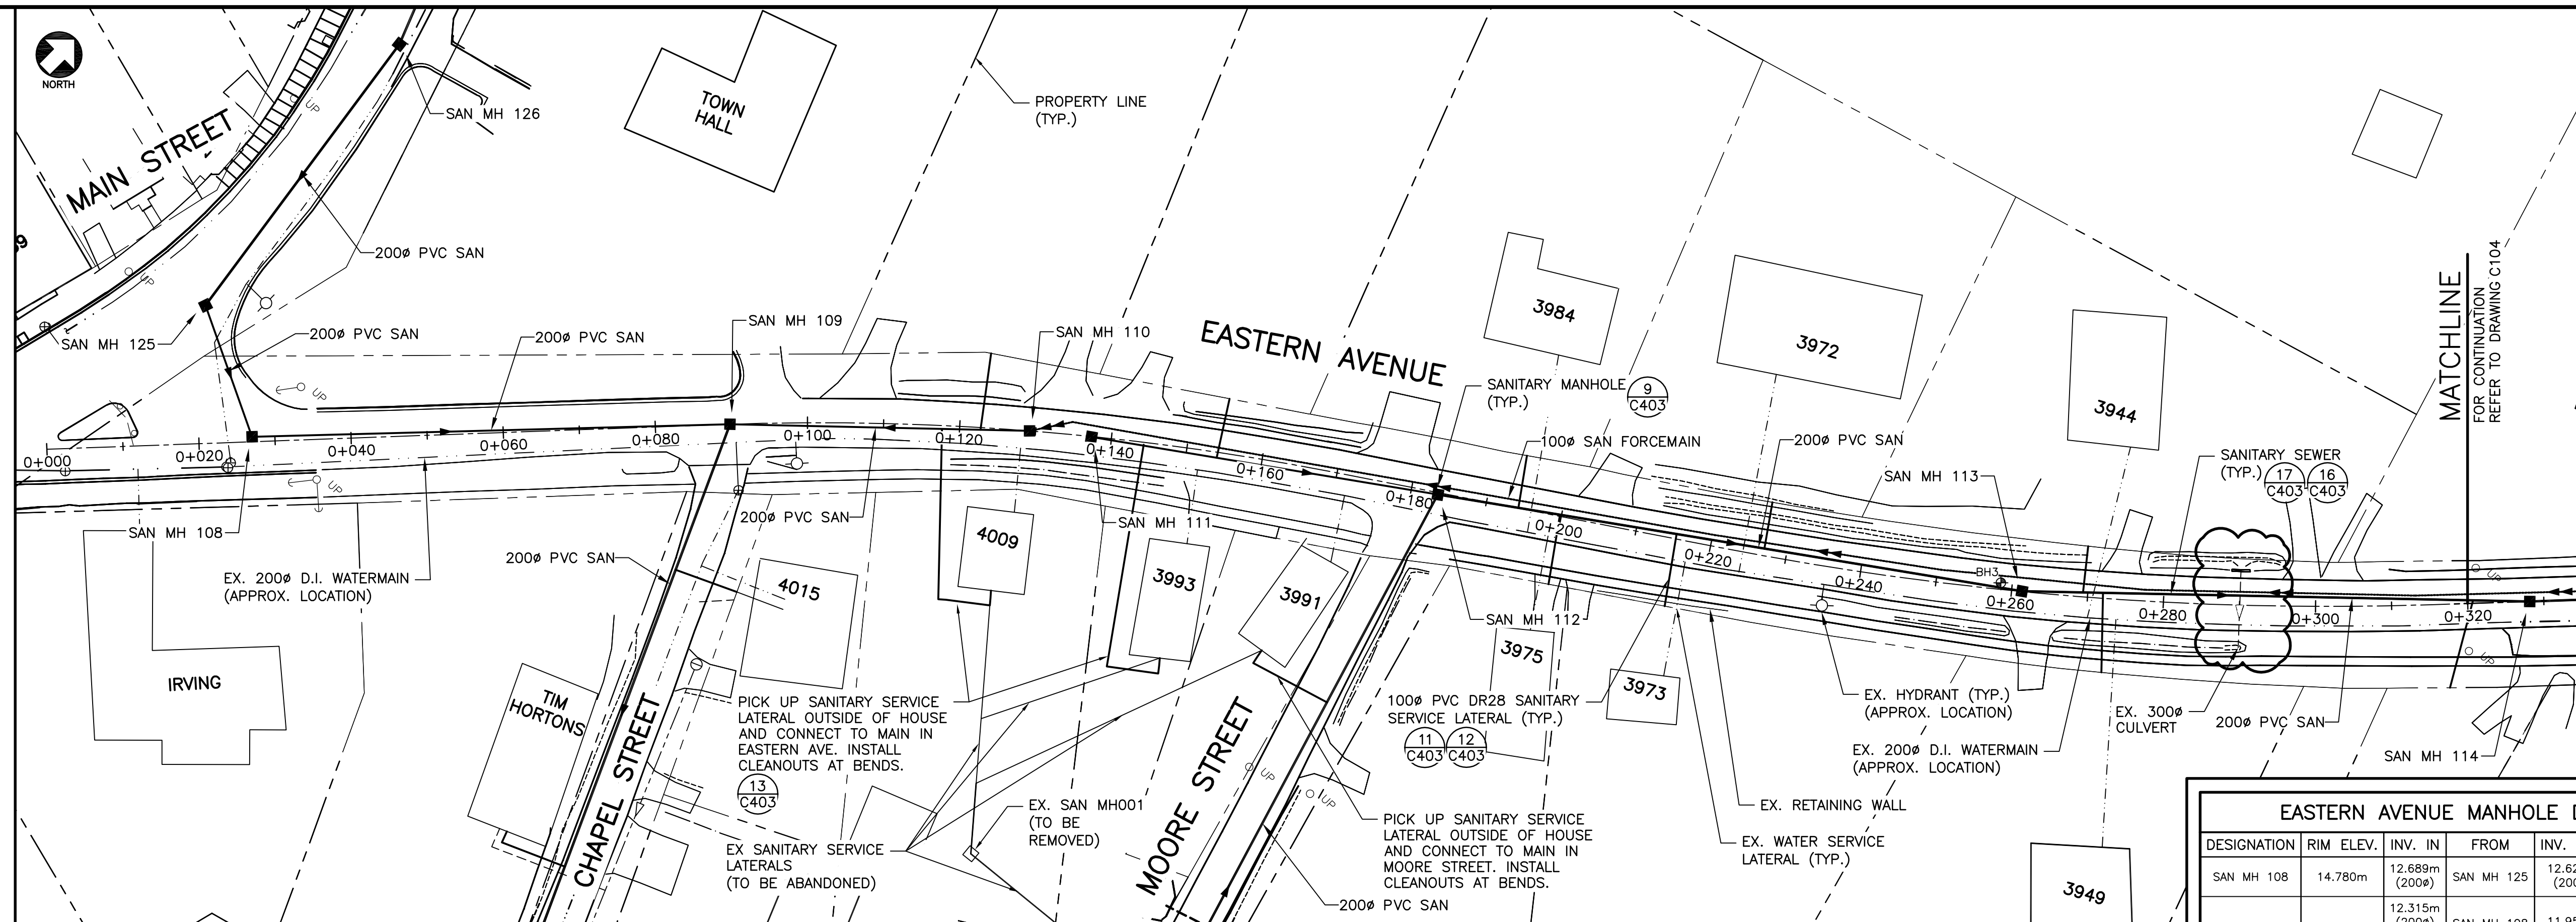 NORTH
MAIN STREET
UP
SAN MH 126
TOWN
HALL
PROPERTY LINE
(TYP.)
200ø PVC SAN
UP
SAN MH 125
200ø PVC SAN
200ø PVC SAN
SAN MH 109
SAN MH 110
EASTERN AVENUE
3984
3972
3944
MATCHLINE
FOR CONTINUATION
REFER TO DRAWING C104
UP
SANITARY MANHOLE
(TYP.)
9
C403
100ø SAN FORCEMAIN
200ø PVC SAN
SAN MH 113
SANITARY SEWER
(TYP.)
17
C403
16
C403
0+000
0+020
0+040
0+060
0+080
0+100
0+120
0+140
0+160
0+180
0+200
0+220
0+240
0+260
0+280
0+300
0+320
BH3
UP
UP
UP
SAN MH 108
200ø PVC SAN
SAN MH 111
200ø PVC SAN
EX. 200ø D.I. WATERMAIN
(APPROX. LOCATION)
4015
4009
3993
3991
SAN MH 112
3975
3973
IRVING
TIM
HORTONS
CHAPEL STREET
PICK UP SANITARY SERVICE
LATERAL OUTSIDE OF HOUSE
AND CONNECT TO MAIN IN
EASTERN AVE. INSTALL
CLEANOUTS AT BENDS.
13
C403
EX SANITARY SERVICE
LATERALS
(TO BE ABANDONED)
EX. SAN MH001
(TO BE
REMOVED)
MOORE STREET
UP
UP
100ø PVC DR28 SANITARY
SERVICE LATERAL (TYP.)
11
C403
12
C403
PICK UP SANITARY SERVICE
LATERAL OUTSIDE OF HOUSE
AND CONNECT TO MAIN IN
MOORE STREET. INSTALL
CLEANOUTS AT BENDS.
200ø PVC SAN
EX. RETAINING WALL
EX. WATER SERVICE
LATERAL (TYP.)
EX. HYDRANT (TYP.)
(APPROX. LOCATION)
EX. 200ø D.I. WATERMAIN
(APPROX. LOCATION)
EX. 300ø
CULVERT
200ø PVC SAN
SAN MH 114
3949
EASTERN AVENUE MANHOLE
DESIGNATION RIM ELEV. INV. IN FROM INV.
SAN MH 108 14.780m 12.689m (200ø) SAN MH 125
12.315m